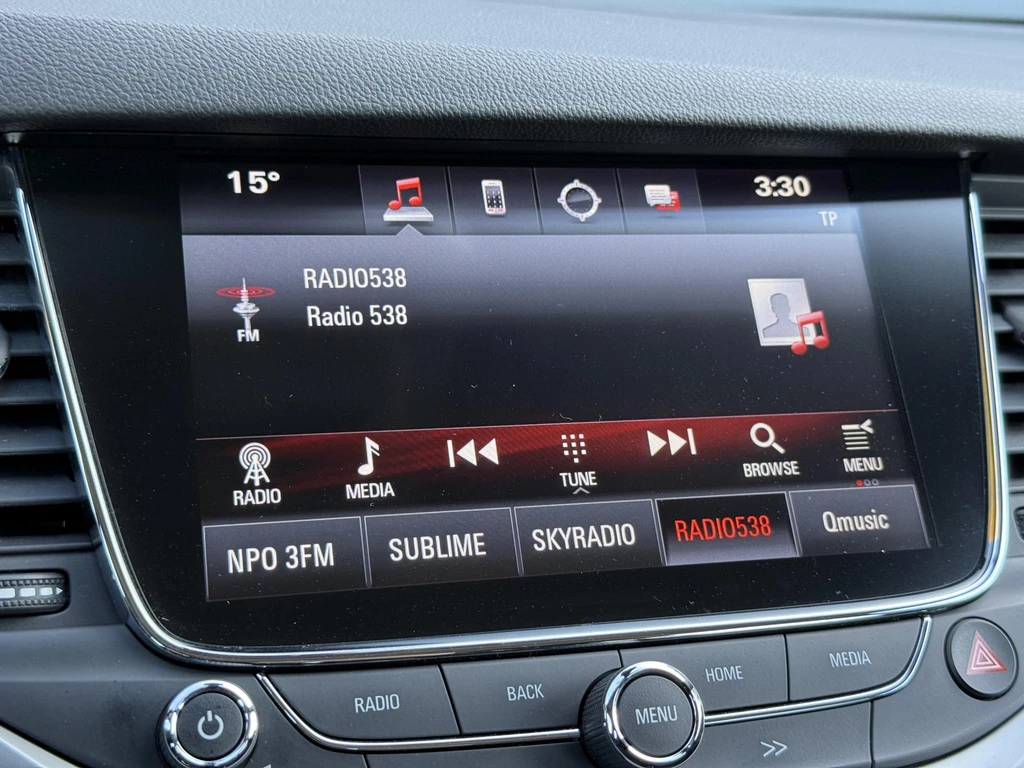 15°
3:30
TP
RADIO538
Radio 538
FM
RADIO
MEDIA
TUNE
BROWSE
MENU
NPO 3FM
SUBLIME
SKYRADIO
RADIO538
Qmusic
RADIO
BACK
MENU
HOME
MEDIA